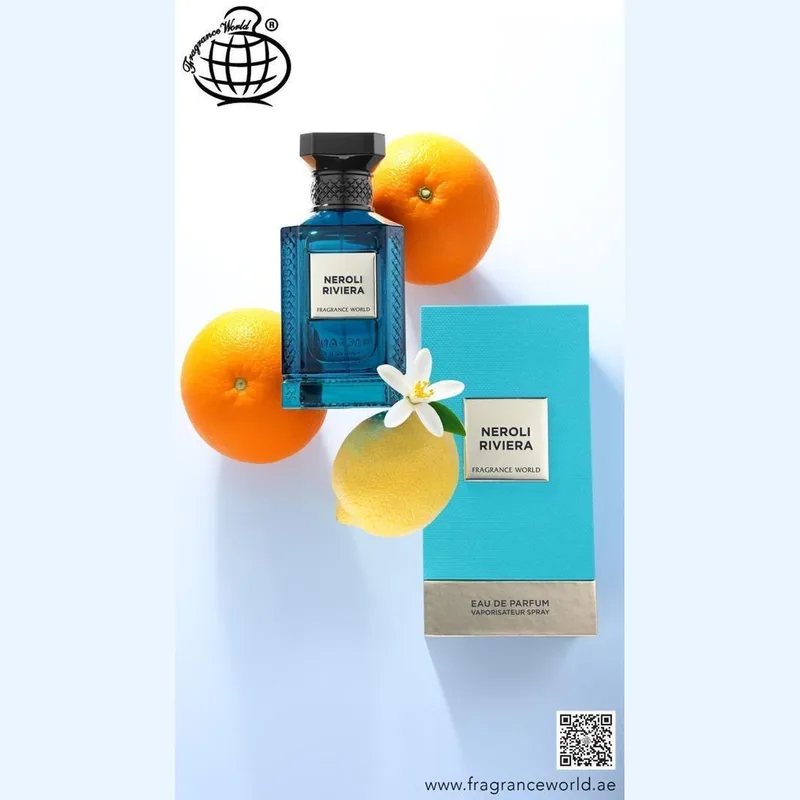 Fragrance World ®
NEROLI
RIVIERA
FRAGRANCE WORLD
NEROLI
RIVIERA
FRAGRANCE WORLD
EAU DE PARFUM
VAPORISATEUR SPRAY
www.fragranceworld.ae